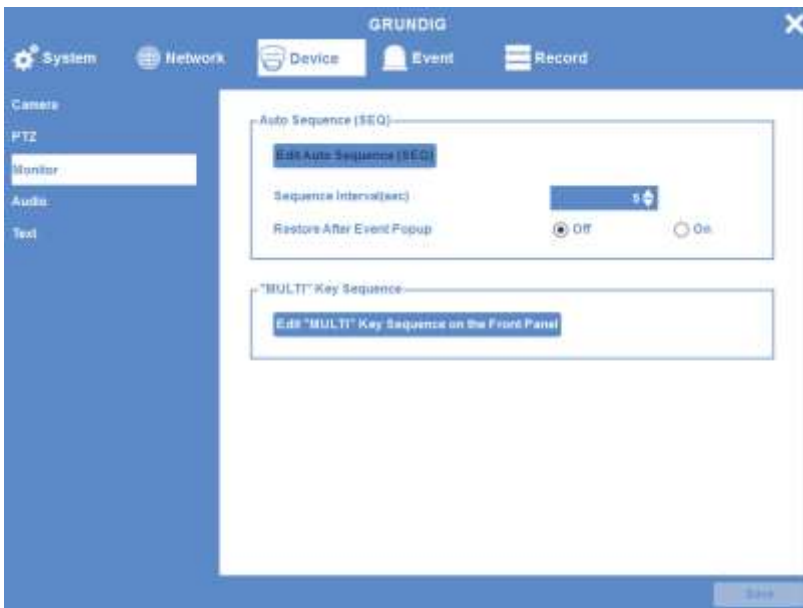 GRUNDIG
System
Network
Device
Event
Record
Camera
PTZ
Monitor
Audio
Text
Auto Sequence (SEQ)
Edit Auto Sequence (SEQ)
Sequence Interval(sec)
5
Restore After Event Popup
Off
On
"MULTI" Key Sequence
Edit "MULTI" Key Sequence on the Front Panel
Save